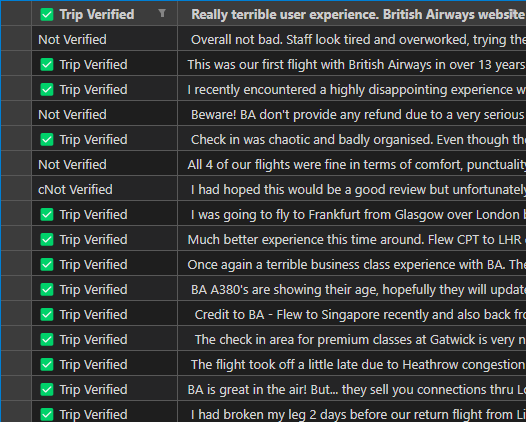 ✅ Trip Verified Really terrible user experience. British Airways website
Not Verified Overall not bad. Staff look tired and overworked, trying the
✅ Trip Verified This was our first flight with British Airways in over 13 years
✅ Trip Verified I recently encountered a highly disappointing experience w
Not Verified Beware! BA don't provide any refund due to a very serious
✅ Trip Verified Check in was chaotic and badly organised. Even though the
Not Verified All 4 of our flights were fine in terms of comfort, punctuality
cNot Verified I had hoped this would be a good review but unfortunately
✅ Trip Verified I was going to fly to Frankfurt from Glasgow over London b
✅ Trip Verified Much better experience this time around. Flew CPT to LHR
✅ Trip Verified Once again a terrible business class experience with BA. The
✅ Trip Verified BA A380's are showing their age, hopefully they will update
✅ Trip Verified Credit to BA - Flew to Singapore recently and also back fro
✅ Trip Verified The check in area for premium classes at Gatwick is very n
✅ Trip Verified The flight took off a little late due to Heathrow congestion
✅ Trip Verified BA is great in the air! But... they sell you connections thru Lo
✅ Trip Verified I had broken my leg 2 days before our return flight from Li